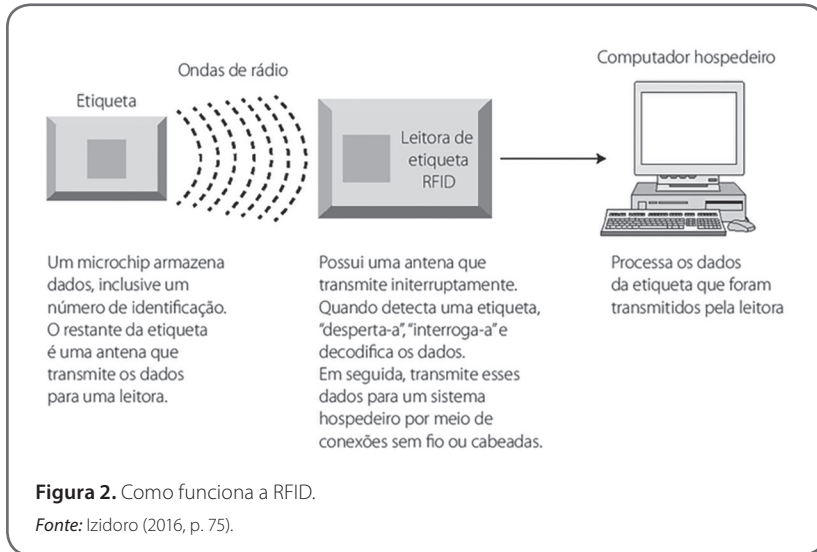 Ondas de rádio
Computador hospedeiro
Etiqueta
Leitora de
etiqueta
RFID
Um microchip armazena
dados, inclusive um
número de identificação.
O restante da etiqueta
é uma antena que
transmite os dados
para uma leitora.
Possui uma antena que
transmite initerruptamente.
Quando detecta uma etiqueta,
"desperta-a", "interroga-a" e
decodifica os dados.
Em seguida, transmite esses
dados para um sistema
hospedeiro por meio de
conexões sem fio ou cabeadas.
Processa os dados
da etiqueta que foram
transmitidos pela leitora
Figura 2. Como funciona a RFID.
Fonte: Izidoro (2016, p. 75).